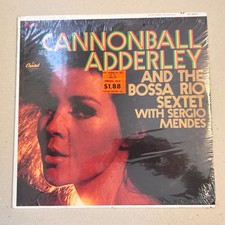 CANNONBALL
ADDERLEY
AND THE
BOSSA RIO
SEXTET
WITH SERGIO
MENDES
Capitol
$1.88